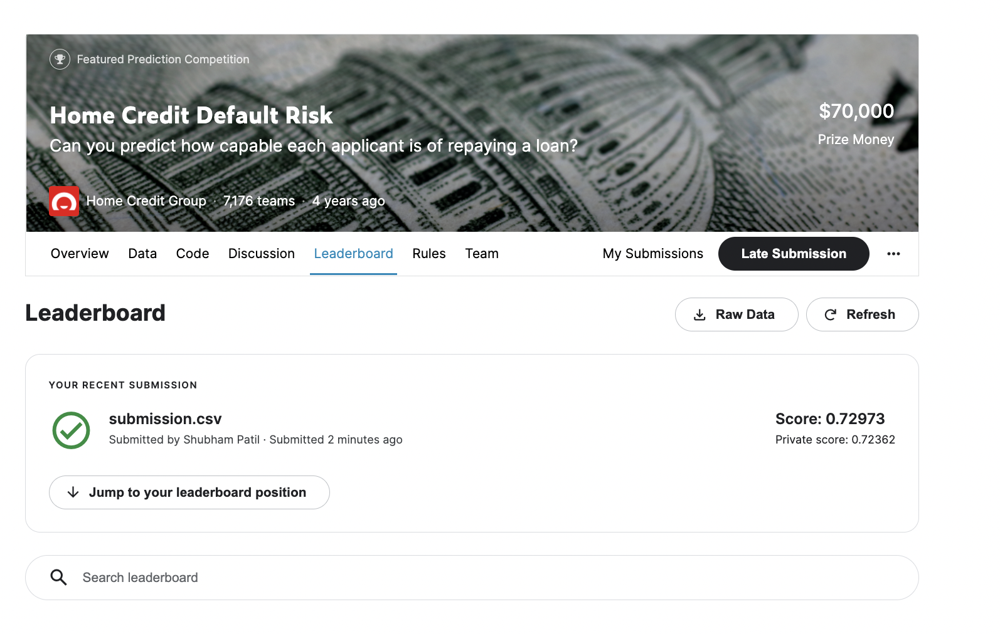 Featured Prediction Competition
Home Credit Default Risk
Can you predict how capable each applicant is of repaying a loan?
$70,000
Prize Money
Home Credit Group · 7,176 teams · 4 years ago
Overview Data Code Discussion Leaderboard Rules Team My Submissions Late Submission ...
Leaderboard
Raw Data
Refresh
YOUR RECENT SUBMISSION
submission.csv
Submitted by Shubham Patil · Submitted 2 minutes ago
Score: 0.72973
Private score: 0.72362
Jump to your leaderboard position
Search leaderboard